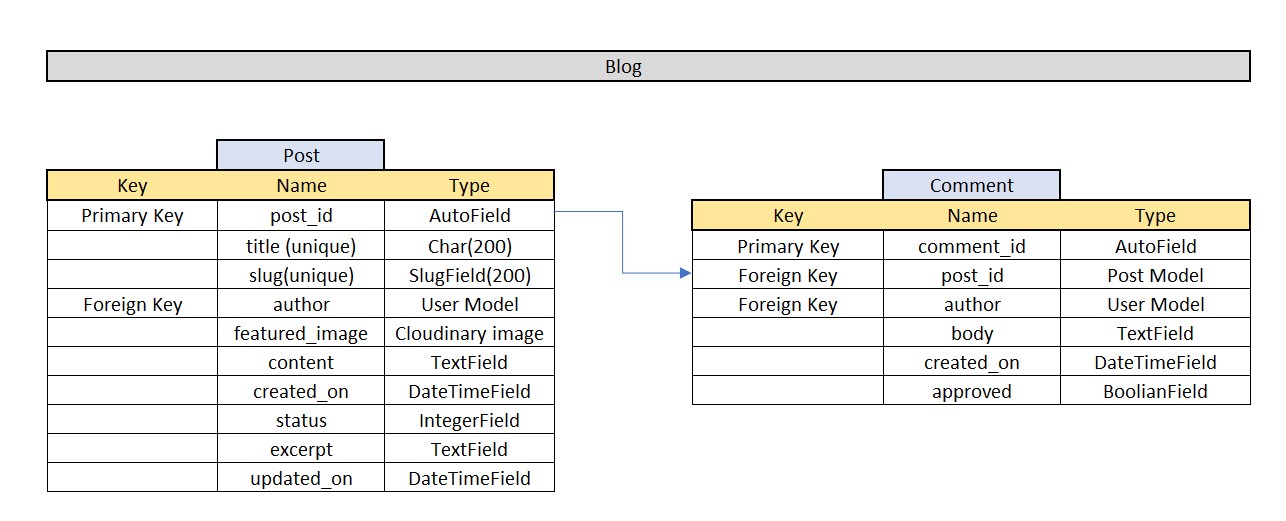 Blog
Post
Key Name Type
Primary Key post_id AutoField
title (unique) Char(200)
slug(unique) SlugField(200)
Foreign Key author User Model
featured_image Cloudinary image
content TextField
created_on DateTimeField
status IntegerField
excerpt TextField
updated_on DateTimeField
Comment
Key Name Type
Primary Key comment_id AutoField
Foreign Key post_id Post Model
Foreign Key author User Model
body TextField
created_on DateTimeField
approved BoolianField